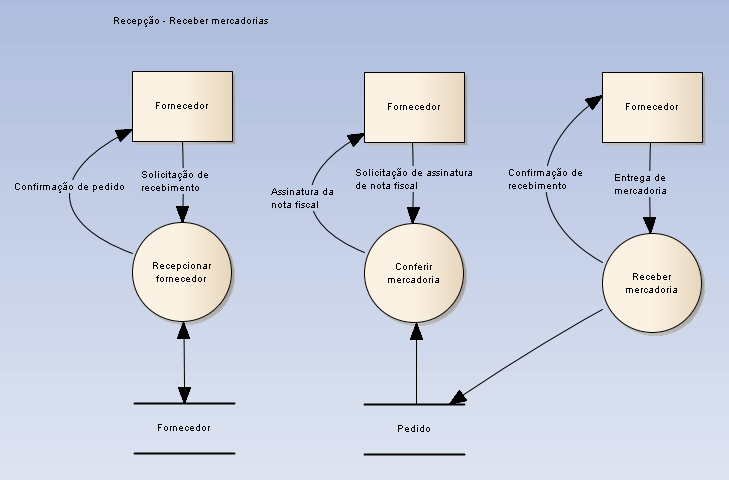 Recepção - Receber mercadorias
Fornecedor
Fornecedor
Fornecedor
Confirmação de pedido
Solicitação de
recebimento
Assinatura da
nota fiscal
Solicitação de assinatura
de nota fiscal
Confirmação de
recebimento
Entrega de
mercadoria
Recepcionar
fornecedor
Conferir
mercadoria
Receber
mercadoria
Fornecedor
Pedido